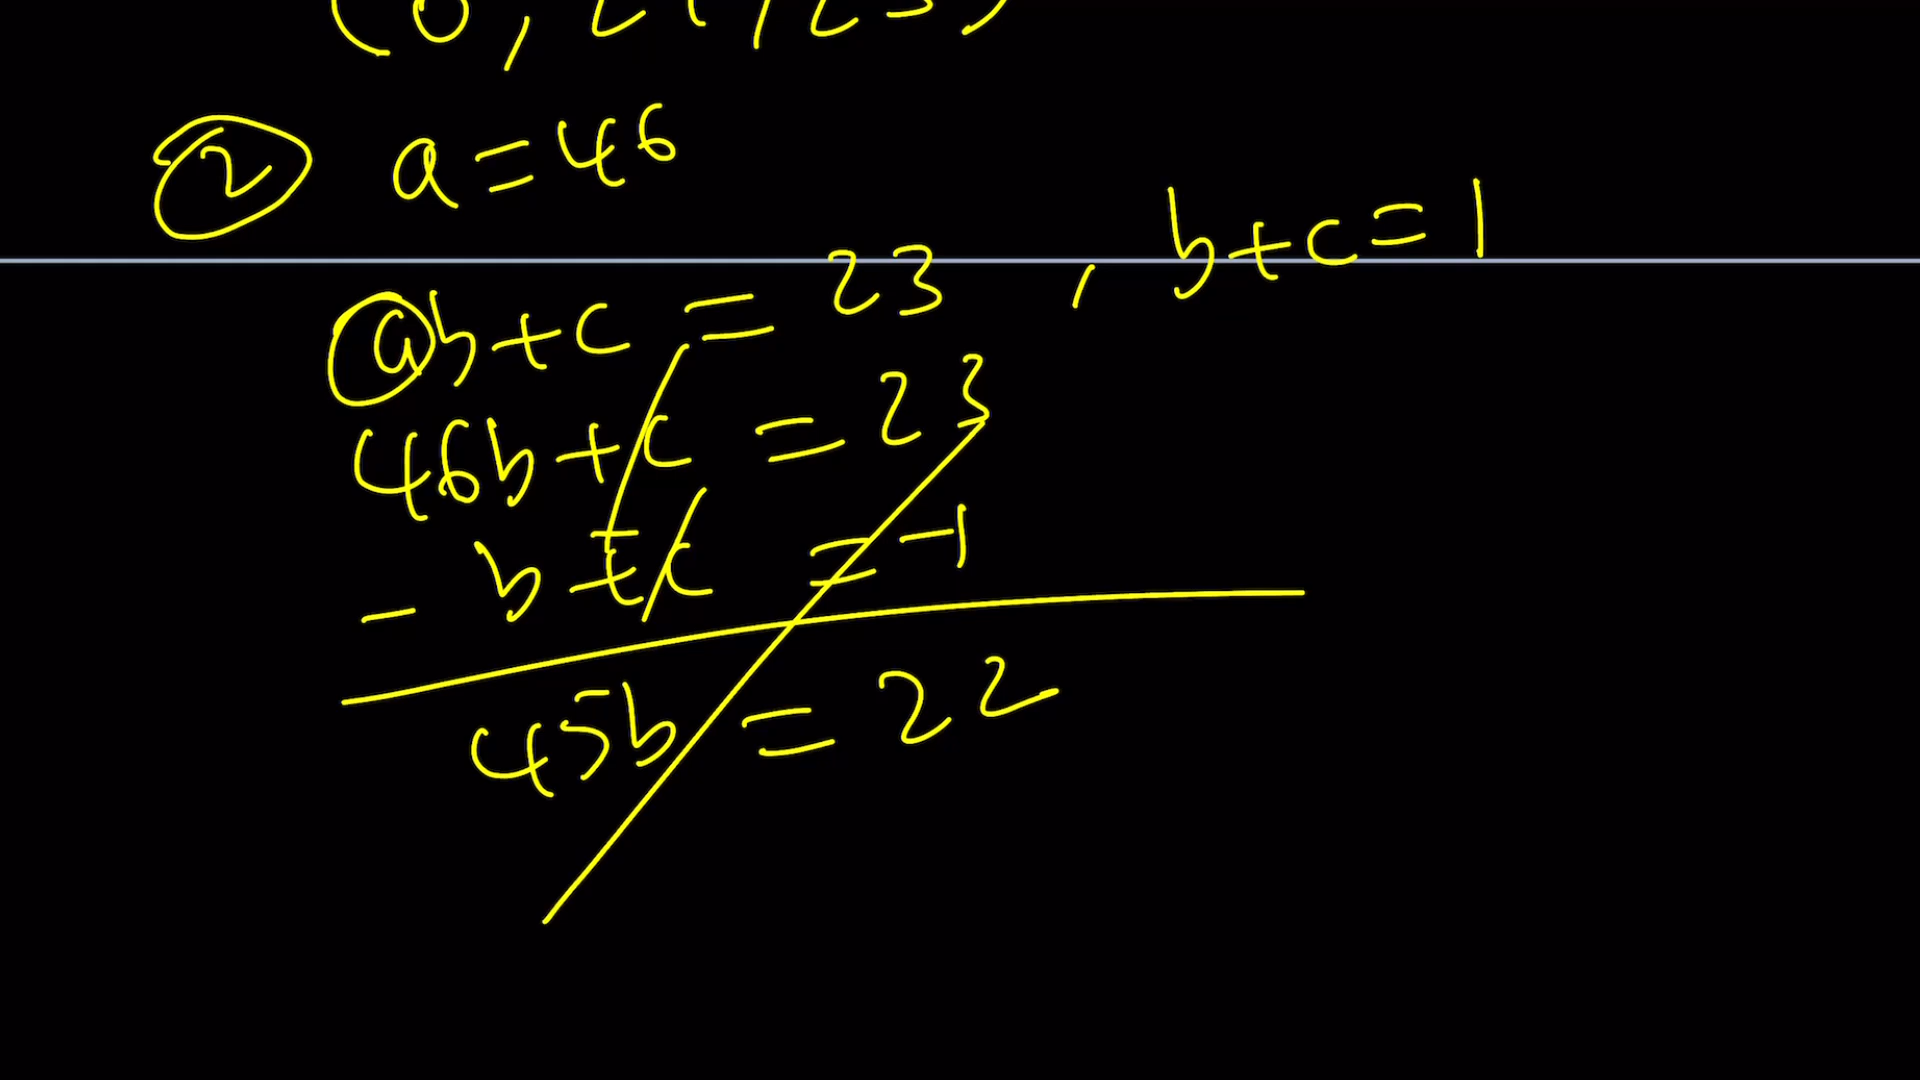 ② a = 46
ab + c = 23 , b + c = 1
46b + c = 23
- b + c = -1
45b = 22